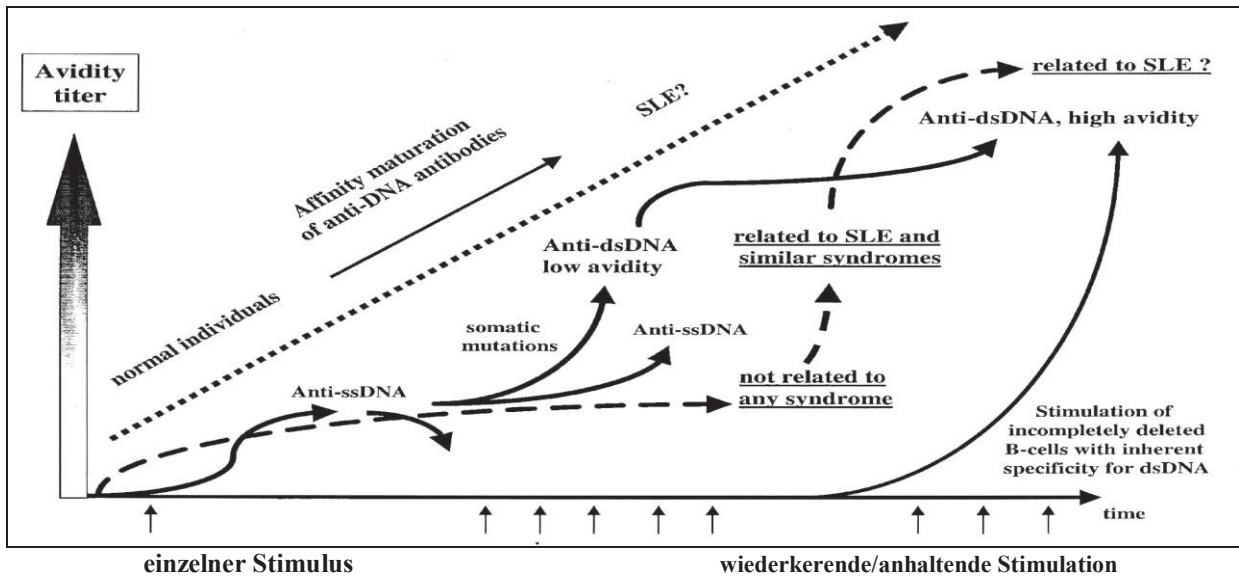 Avidity
titer
normal individuals
Affinity maturation
of anti-DNA antibodies
SLE?
related to SLE ?
Anti-dsDNA, high avidity
Anti-dsDNA
low avidity
related to SLE and
similar syndromes
somatic
mutations
Anti-ssDNA
Anti-ssDNA
not related to
any syndrome
Stimulation of
incompletely deleted
B-cells with inherent
specificity for dsDNA
time
einzelner Stimulus
wiederkerende/anhaltende Stimulation